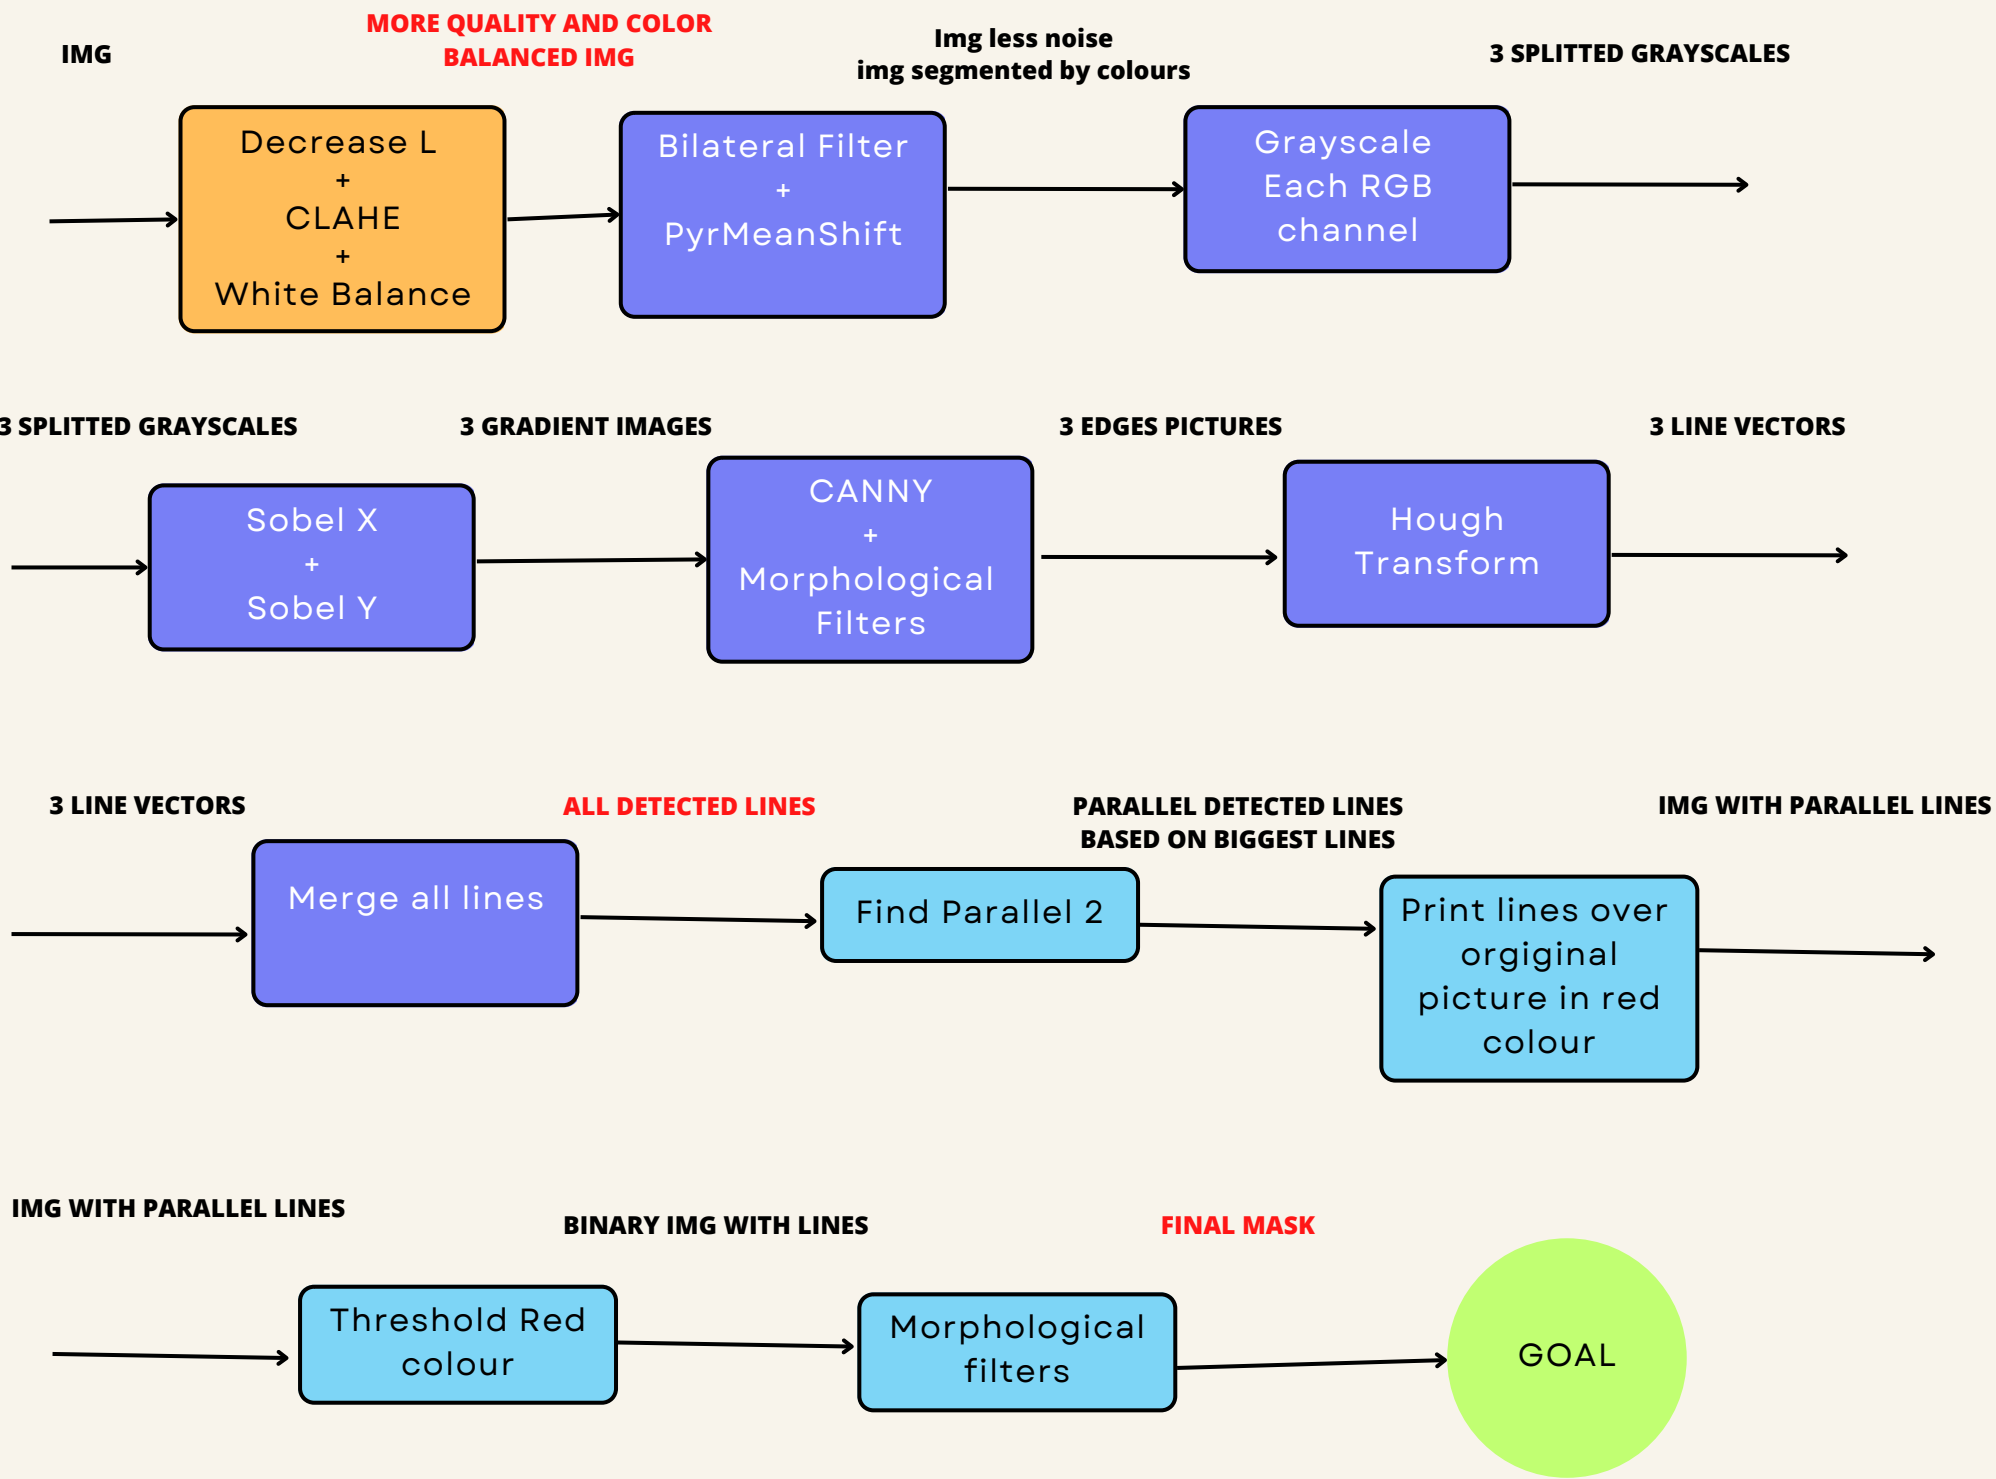 IMG
MORE QUALITY AND COLOR
BALANCED IMG
Img less noise
img segmented by colours
3 SPLITTED GRAYSCALES
Decrease L
+
CLAHE
+
White Balance
Bilateral Filter
+
PyrMeanShift
Grayscale
Each RGB
channel
3 SPLITTED GRAYSCALES
3 GRADIENT IMAGES
3 EDGES PICTURES
3 LINE VECTORS
Sobel X
+
Sobel Y
CANNY
+
Morphological
Filters
Hough
Transform
3 LINE VECTORS
ALL DETECTED LINES
PARALLEL DETECTED LINES
BASED ON BIGGEST LINES
IMG WITH PARALLEL LINES
Merge all lines
Find Parallel 2
Print lines over
orgiginal
picture in red
colour
IMG WITH PARALLEL LINES
BINARY IMG WITH LINES
FINAL MASK
Threshold Red
colour
Morphological
filters
GOAL